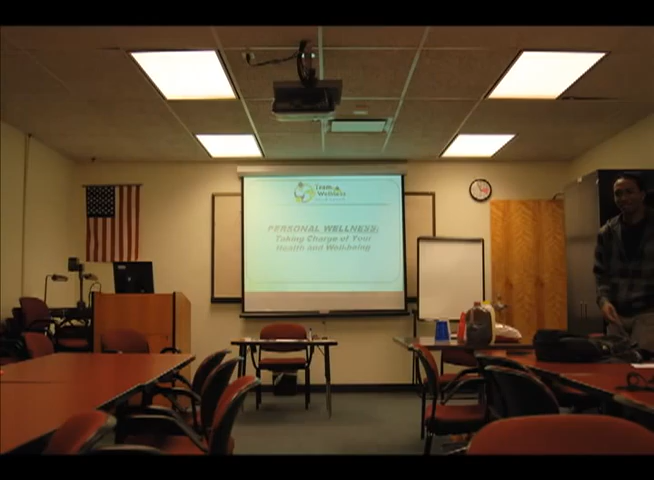 Team
Wellness
PERSONAL WELLNESS:
Taking Charge of Your
Health and Well-being